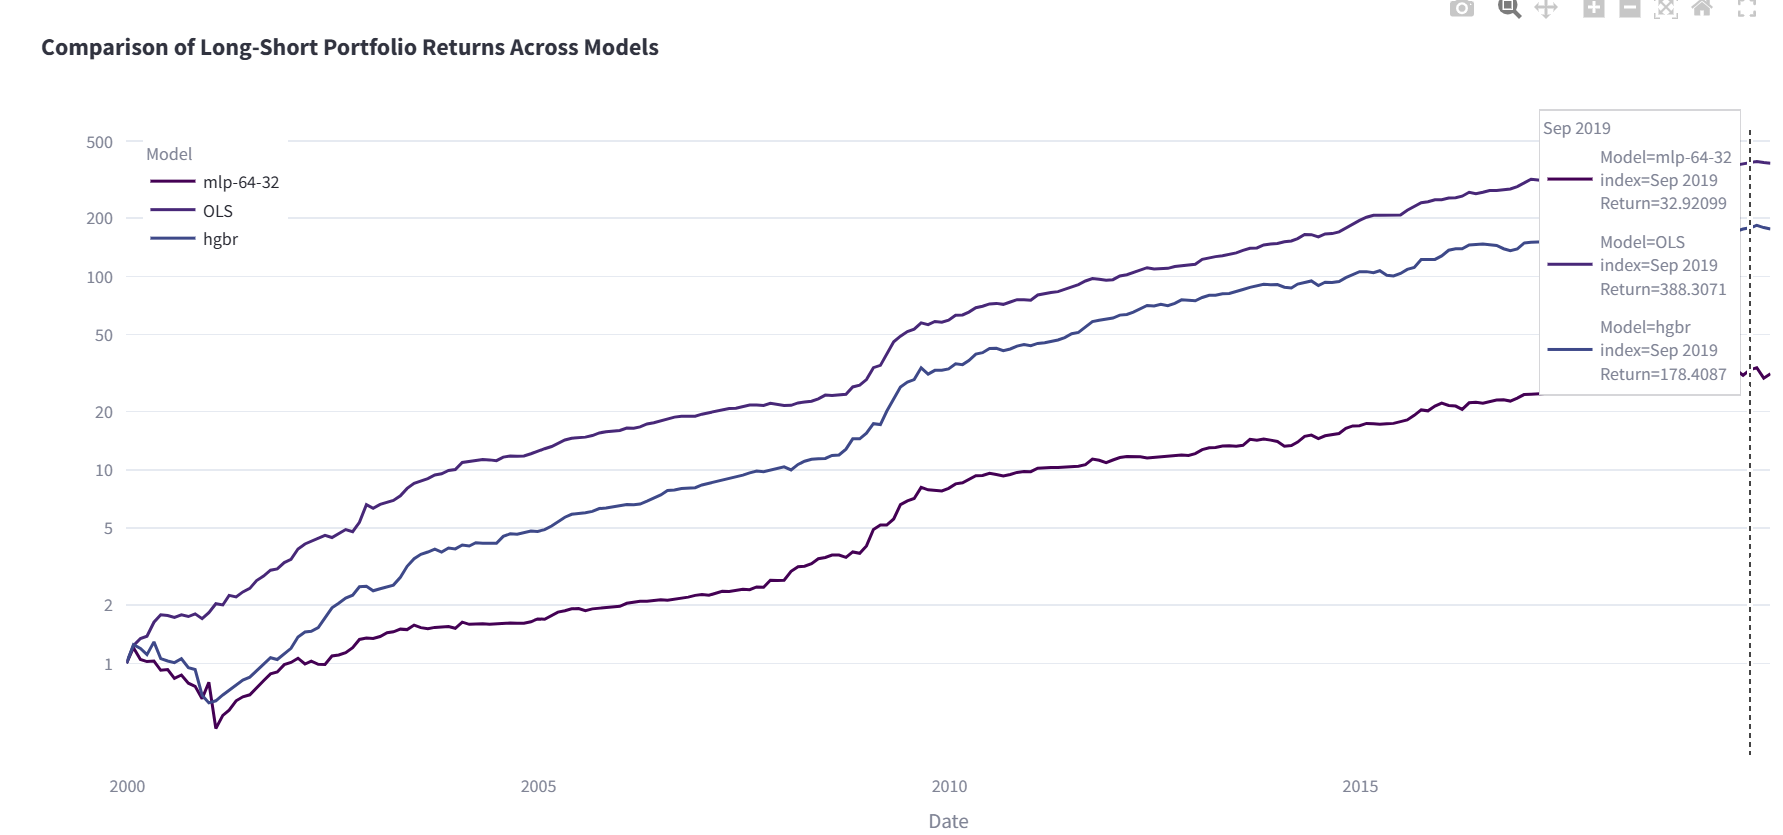 Comparison of Long-Short Portfolio Returns Across Models
500
200
100
50
20
10
5
2
1
Model
mlp-64-32
OLS
hgbr
Sep 2019
Model=mlp-64-32
index=Sep 2019
Return=32.92099
Model=OLS
index=Sep 2019
Return=388.3071
Model=hgbr
index=Sep 2019
Return=178.4087
2000
2005
2010
2015
Date